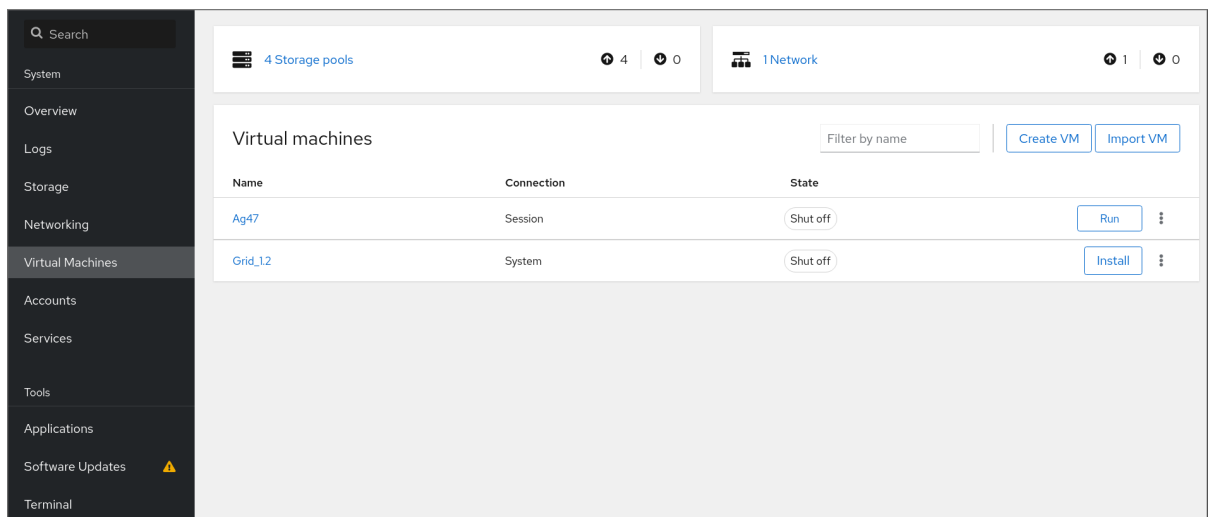 Search
System
Overview
Logs
Storage
Networking
Virtual Machines
Accounts
Services
Tools
Applications
Software Updates
Terminal
4 Storage pools 4 0
1 Network 1 0
Virtual machines Filter by name Create VM Import VM
Name Connection State
Ag47 Session Shut off Run
Grid_1.2 System Shut off Install